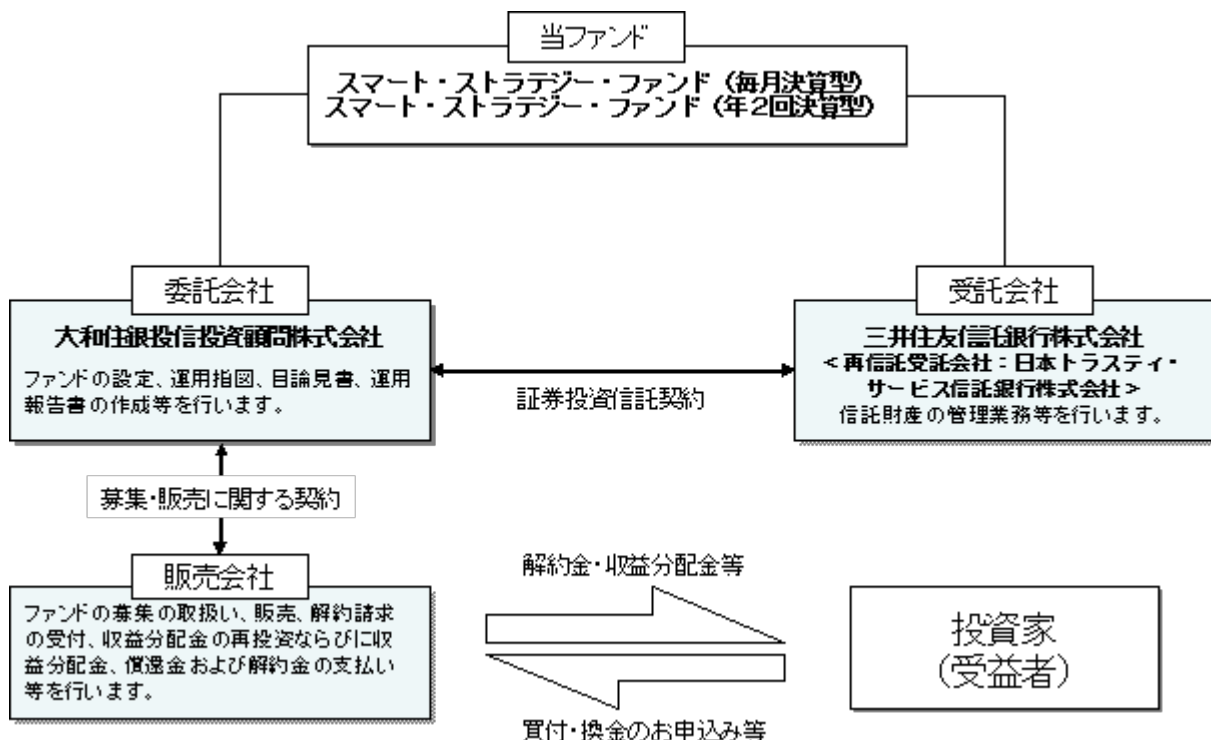 当ファンド
スマート・ストラテジー・ファンド（毎月決算型）
スマート・ストラテジー・ファンド（年２回決算型）
委託会社
大和住銀投信投資顧問株式会社
ファンドの設定、運用指図、目論見書、運用
報告書の作成等を行います。
証券投資信託契約
受託会社
三井住友信託銀行株式会社
＜再信託受託会社：日本トラスティ・
サービス信託銀行株式会社＞
信託財産の管理業務等を行います。
募集・販売に関する契約
販売会社
ファンドの募集の取扱い、販売、解約請求
の受付、収益分配金の再投資ならびに収
益分配金、償還金および解約金の支払い
等を行います。
解約金・収益分配金等
買付・換金のお申込み等
投資家
（受益者）